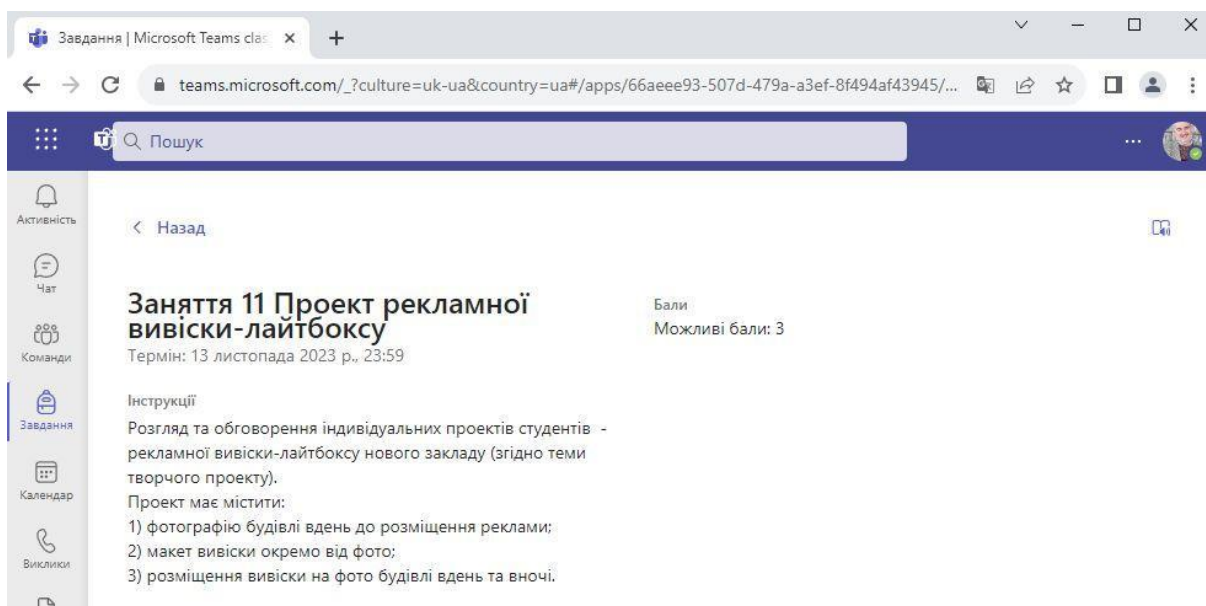 Завдання | Microsoft Teams clas
teams.microsoft.com/_?culture=uk-ua&country=ua#/apps/66aeee93-507d-479a-a3ef-8f494af43945/...
Пошук
Активність
Чат
Команди
Завдання
Календар
Виклики
Назад
Заняття 11 Проект рекламної
вивіски-лайтбоксу
Термін: 13 листопада 2023 р., 23:59
Інструкції
Розгляд та обговорення індивідуальних проектів студентів -
рекламної вивіски-лайтбоксу нового закладу (згідно теми
творчого проекту).
Проект має містити:
1) фотографію будівлі вдень до розміщення реклами;
2) макет вивіски окремо від фото;
3) розміщення вивіски на фото будівлі вдень та вночі.
Бали
Можливі бали: 3